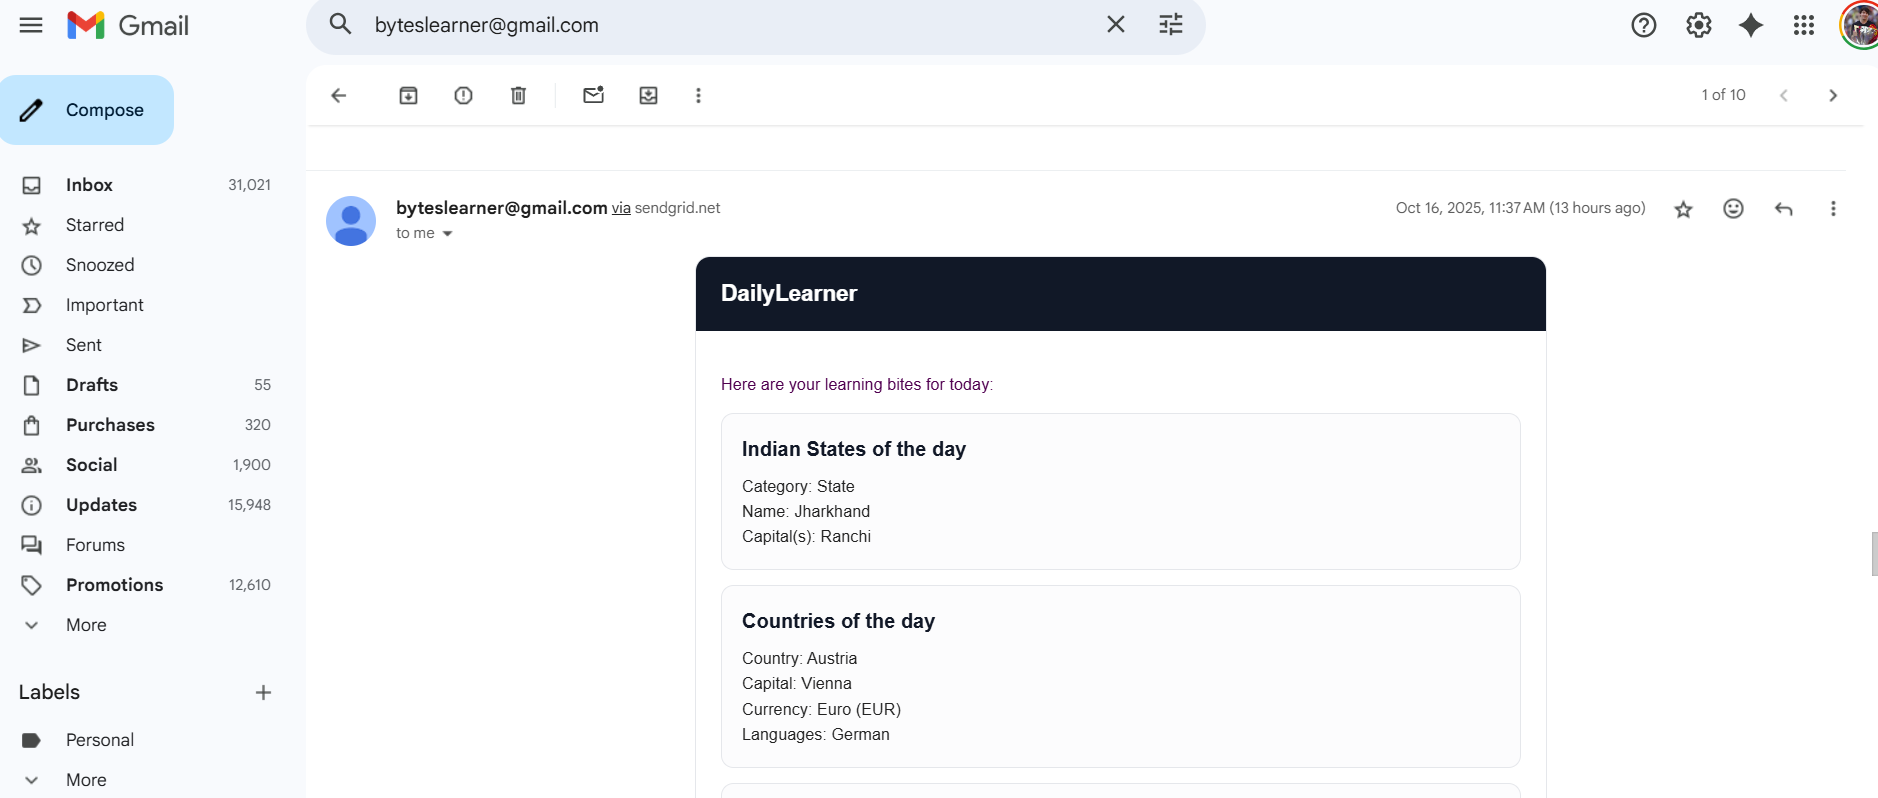 Gmail
byteslearner@gmail.com
Compose
1 of 10
Inbox 31,021
Starred
Snoozed
Important
Sent
Drafts 55
Purchases 320
Social 1,900
Updates 15,948
Forums
Promotions 12,610
More
Labels
Personal
More
byteslearner@gmail.com via sendgrid.net
Oct 16, 2025, 11:37 AM (13 hours ago)
to me
DailyLearner
Here are your learning bites for today:
Indian States of the day
Category: State
Name: Jharkhand
Capital(s): Ranchi
Countries of the day
Country: Austria
Capital: Vienna
Currency: Euro (EUR)
Languages: German